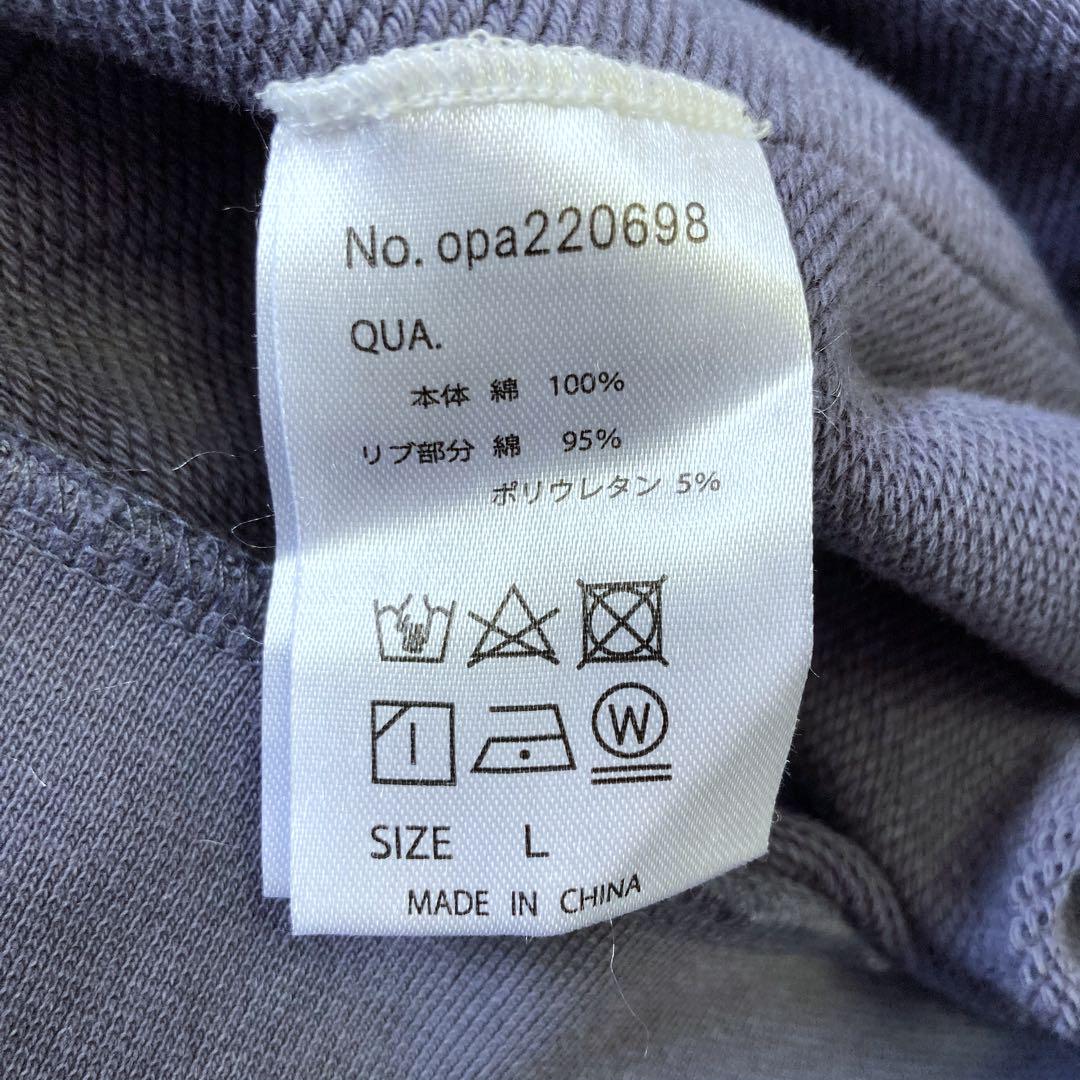 No. opa220698
QUA.
本体 綿 100%
リブ部分 綿 95%
ポリウレタン 5%
W
SIZE L
MADE IN CHINA